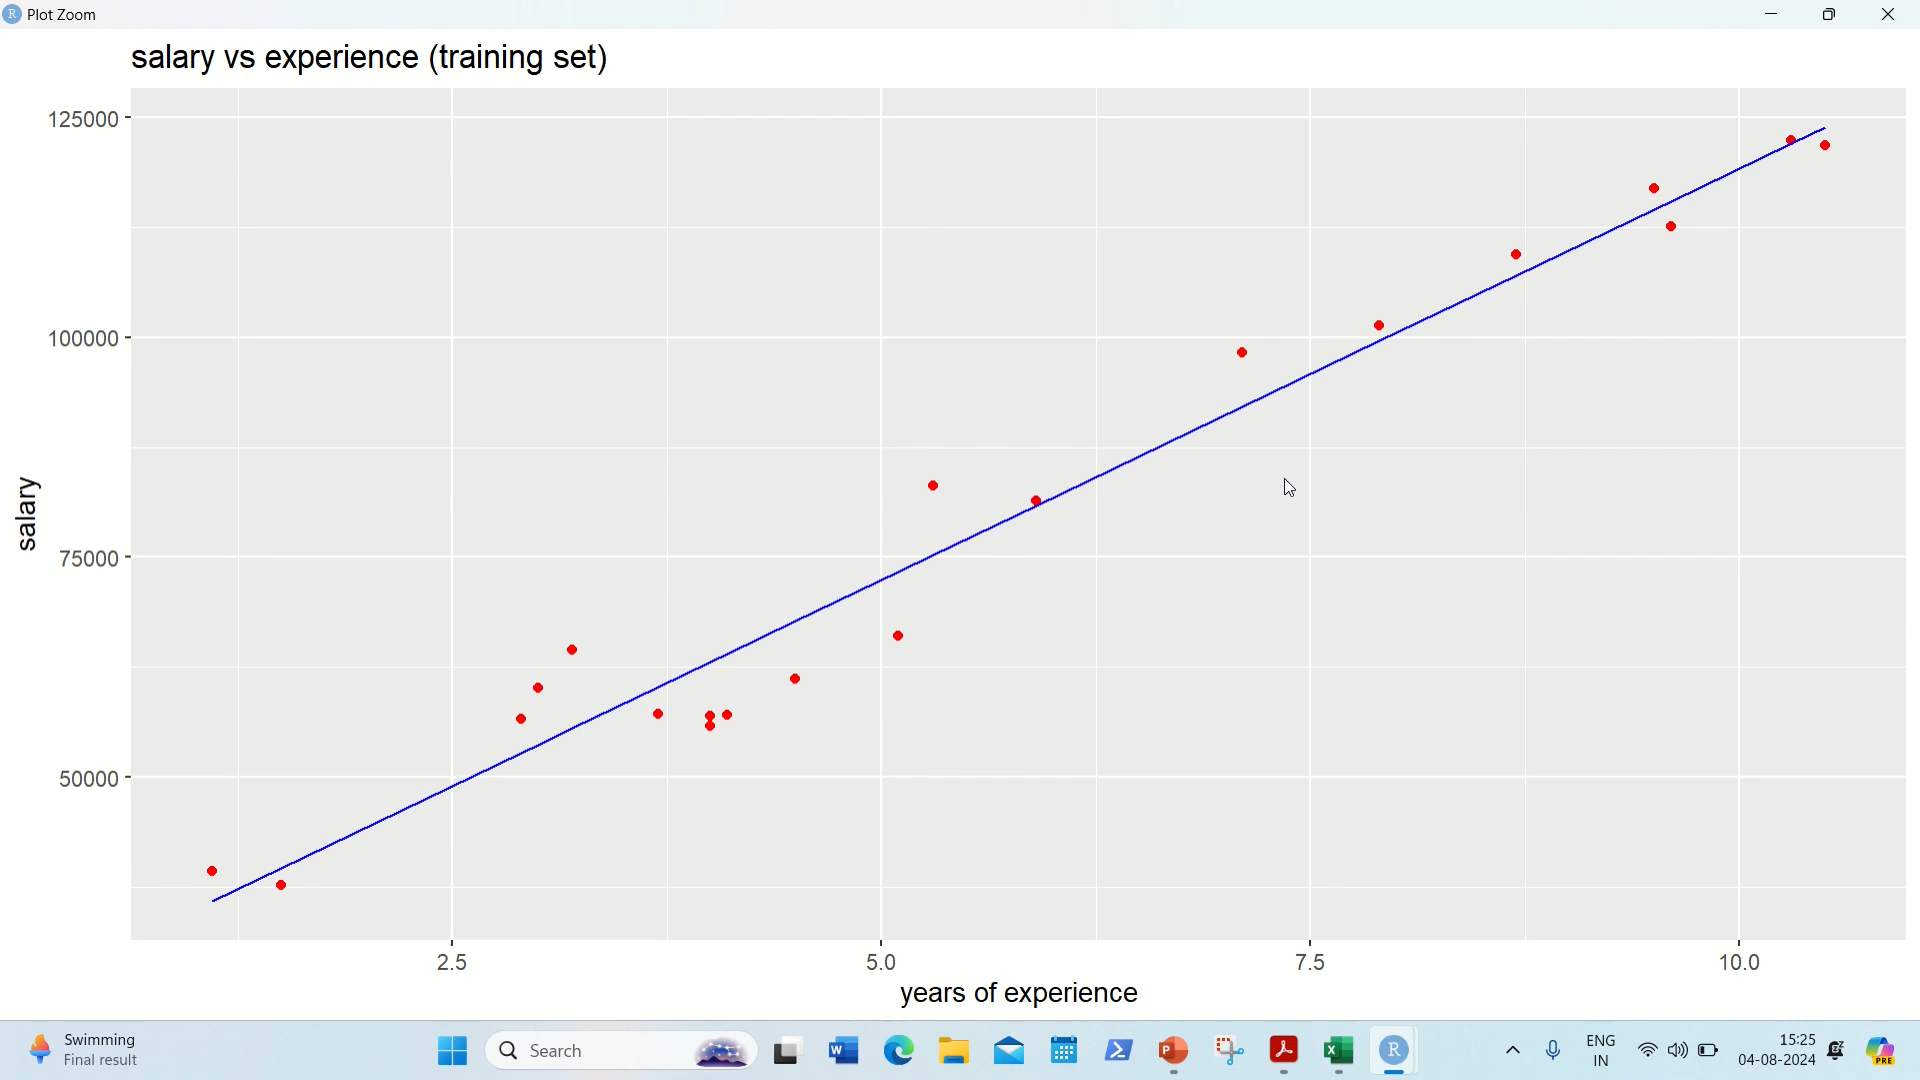 Plot Zoom
salary vs experience (training set)
125000
100000
75000
50000
salary
2.5 5.0 7.5 10.0
years of experience
Swimming
Final result
Search
ENG
IN
15:25
04-08-2024
PRE